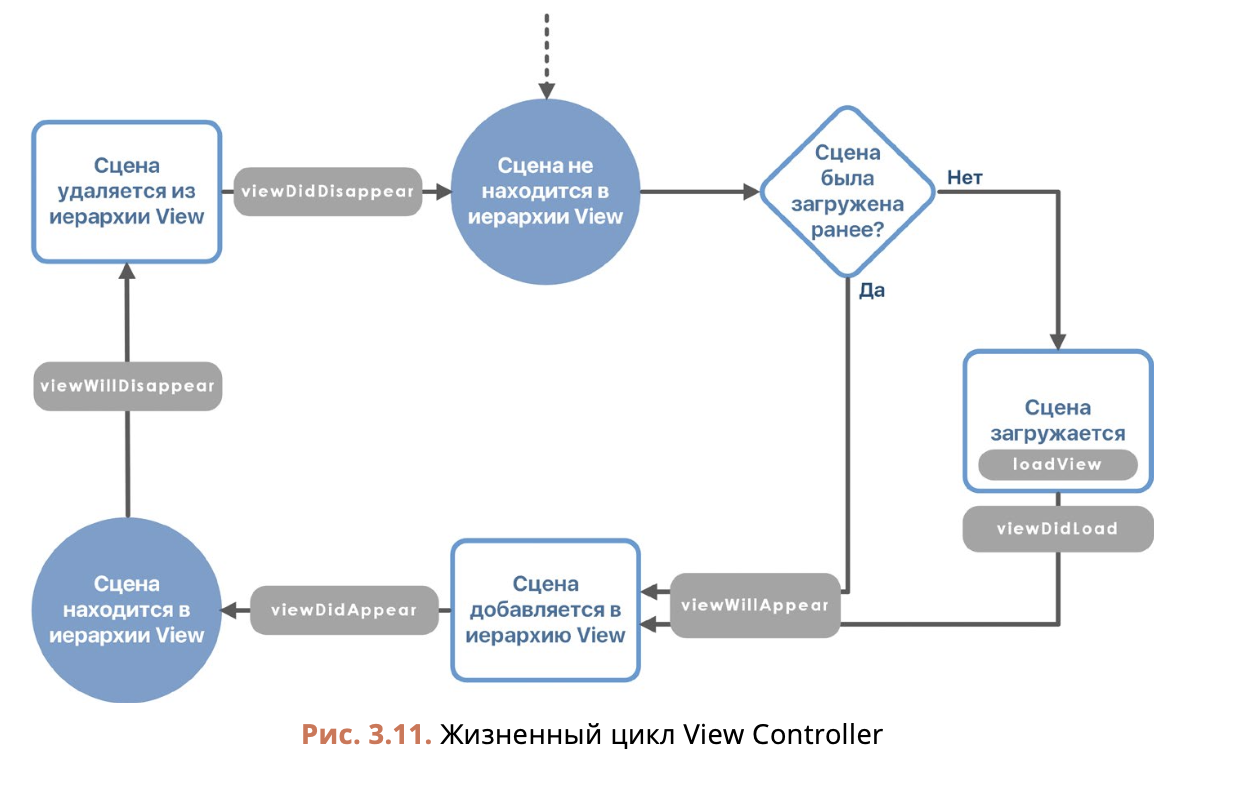 Сцена
удаляется из
иерархии View
viewDidDisappear
Сцена не
находится в
иерархии View
Сцена
была
загружена
ранее?
Нет
Да
viewWillDisappear
Сцена
загружается
loadView
viewDidLoad
Сцена
находится в
иерархии View
viewDidAppear
Сцена
добавляется в
иерархию View
viewWillAppear
Рис. 3.11. Жизненный цикл View Controller